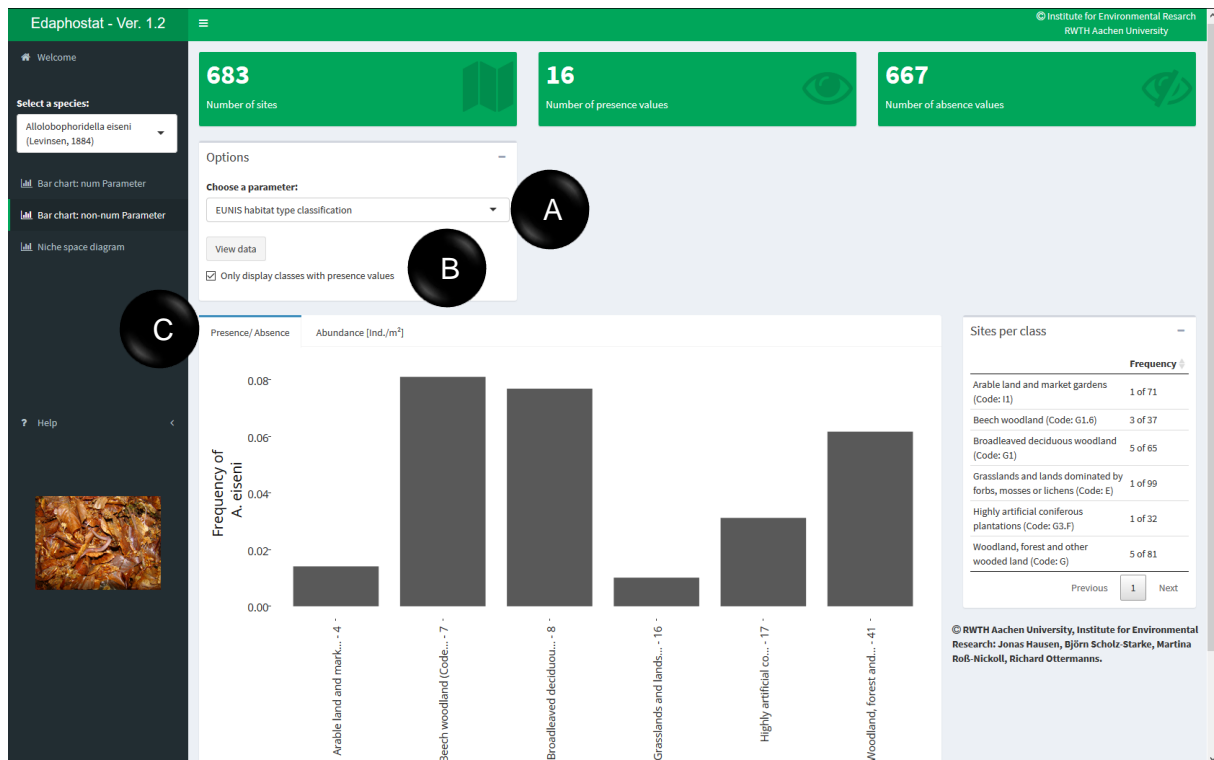 Edaphostat - Ver. 1.2
© Institute for Environmental Resarch
RWTH Aachen University
Welcome
Select a species:
Allolobophoridella eiseni
(Levinsen, 1884)
Bar chart: num Parameter
Bar chart: non-num Parameter
Niche space diagram
? Help
683
Number of sites
16
Number of presence values
667
Number of absence values
Options
Choose a parameter:
EUNIS habitat type classification
A
View data
Only display classes with presence values
B
C
Presence/ Absence
Abundance [Ind./m²]
Frequency of
A. eiseni
0.08
0.06
0.04
0.02
0.00
Arable land and mark... - 4
Beech woodland (Code... - 7
Broadleaved deciduou... - 8
Grasslands and lands... - 16
Highly artificial co... - 17
Woodland, forest and... - 41
Sites per class
Frequency
Arable land and market gardens
(Code: I1)
1 of 71
Beech woodland (Code: G1.6)
3 of 37
Broadleaved deciduous woodland
(Code: G1)
5 of 65
Grasslands and lands dominated by
forbs, mosses or lichens (Code: E)
1 of 99
Highly artificial coniferous
plantations (Code: G3.F)
1 of 32
Woodland, forest and other
wooded land (Code: G)
5 of 81
Previous
1
Next
© RWTH Aachen University, Institute for Environmental
Research: Jonas Hausen, Björn Scholz-Starke, Martina
Roß-Nickoll, Richard Ottermanns.